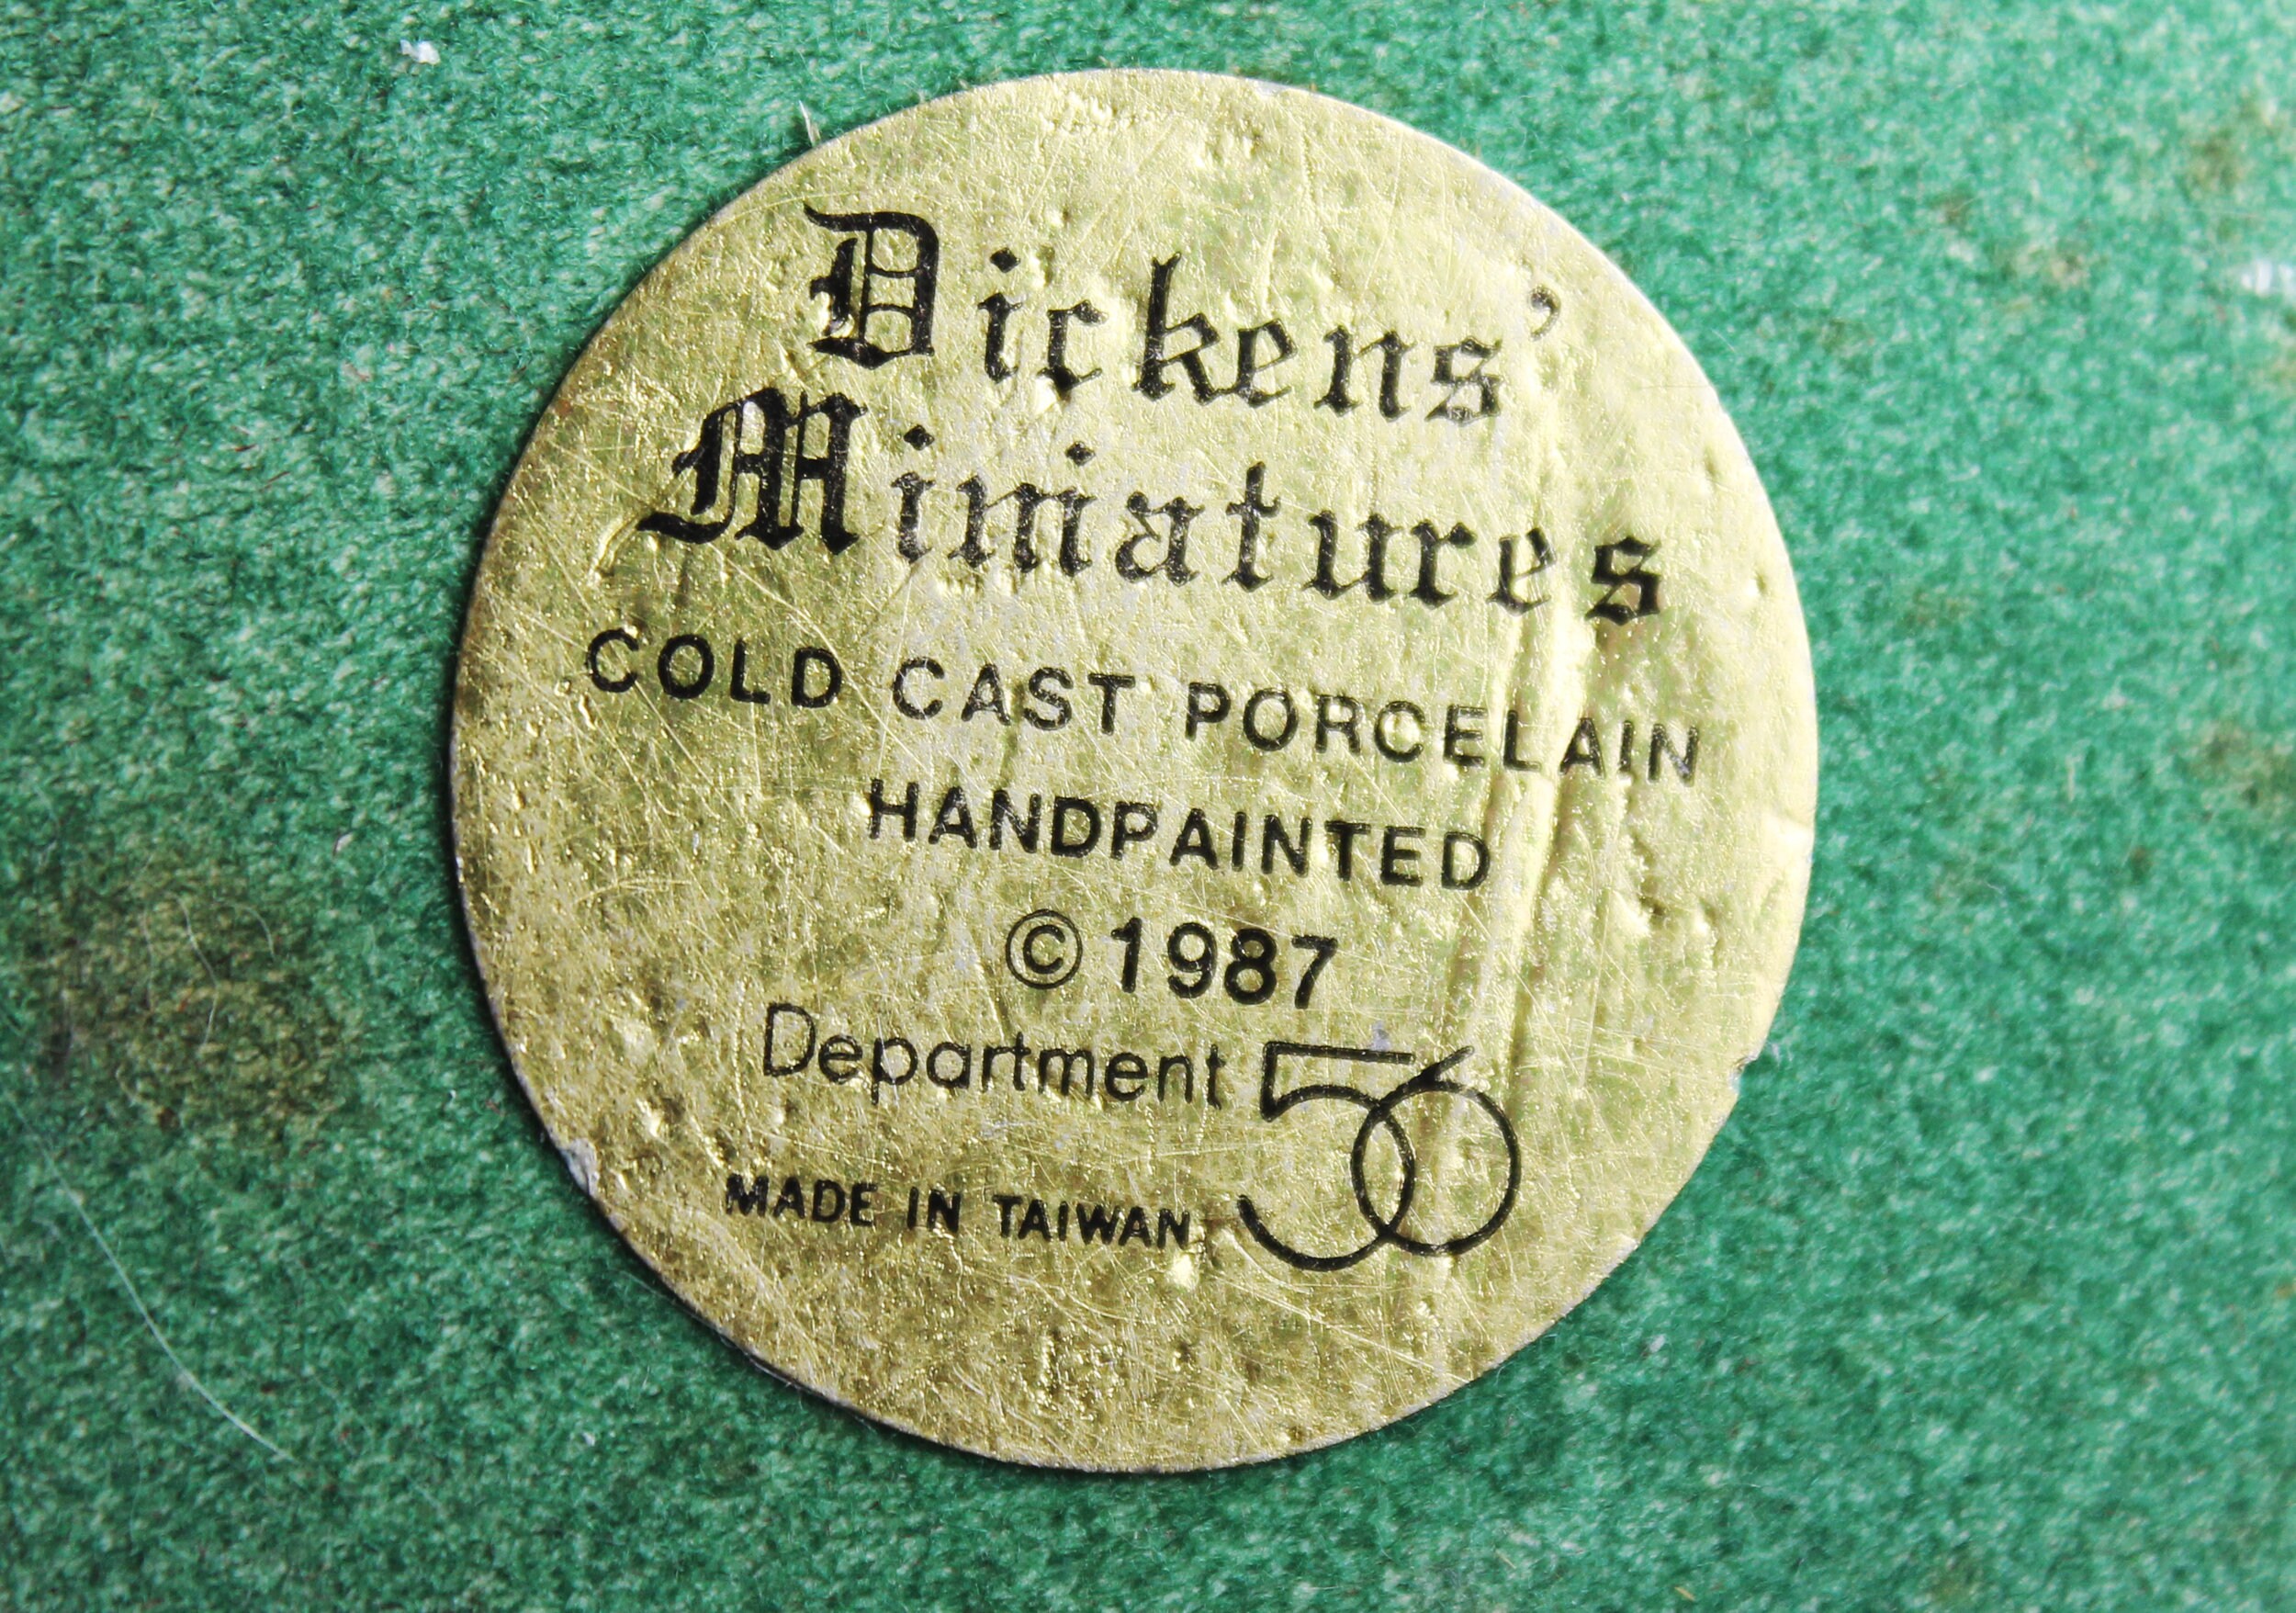 Dickens'
Miniatures
COLD CAST PORCELAIN
HANDPAINTED
© 1987
Department 56
MADE IN TAIWAN